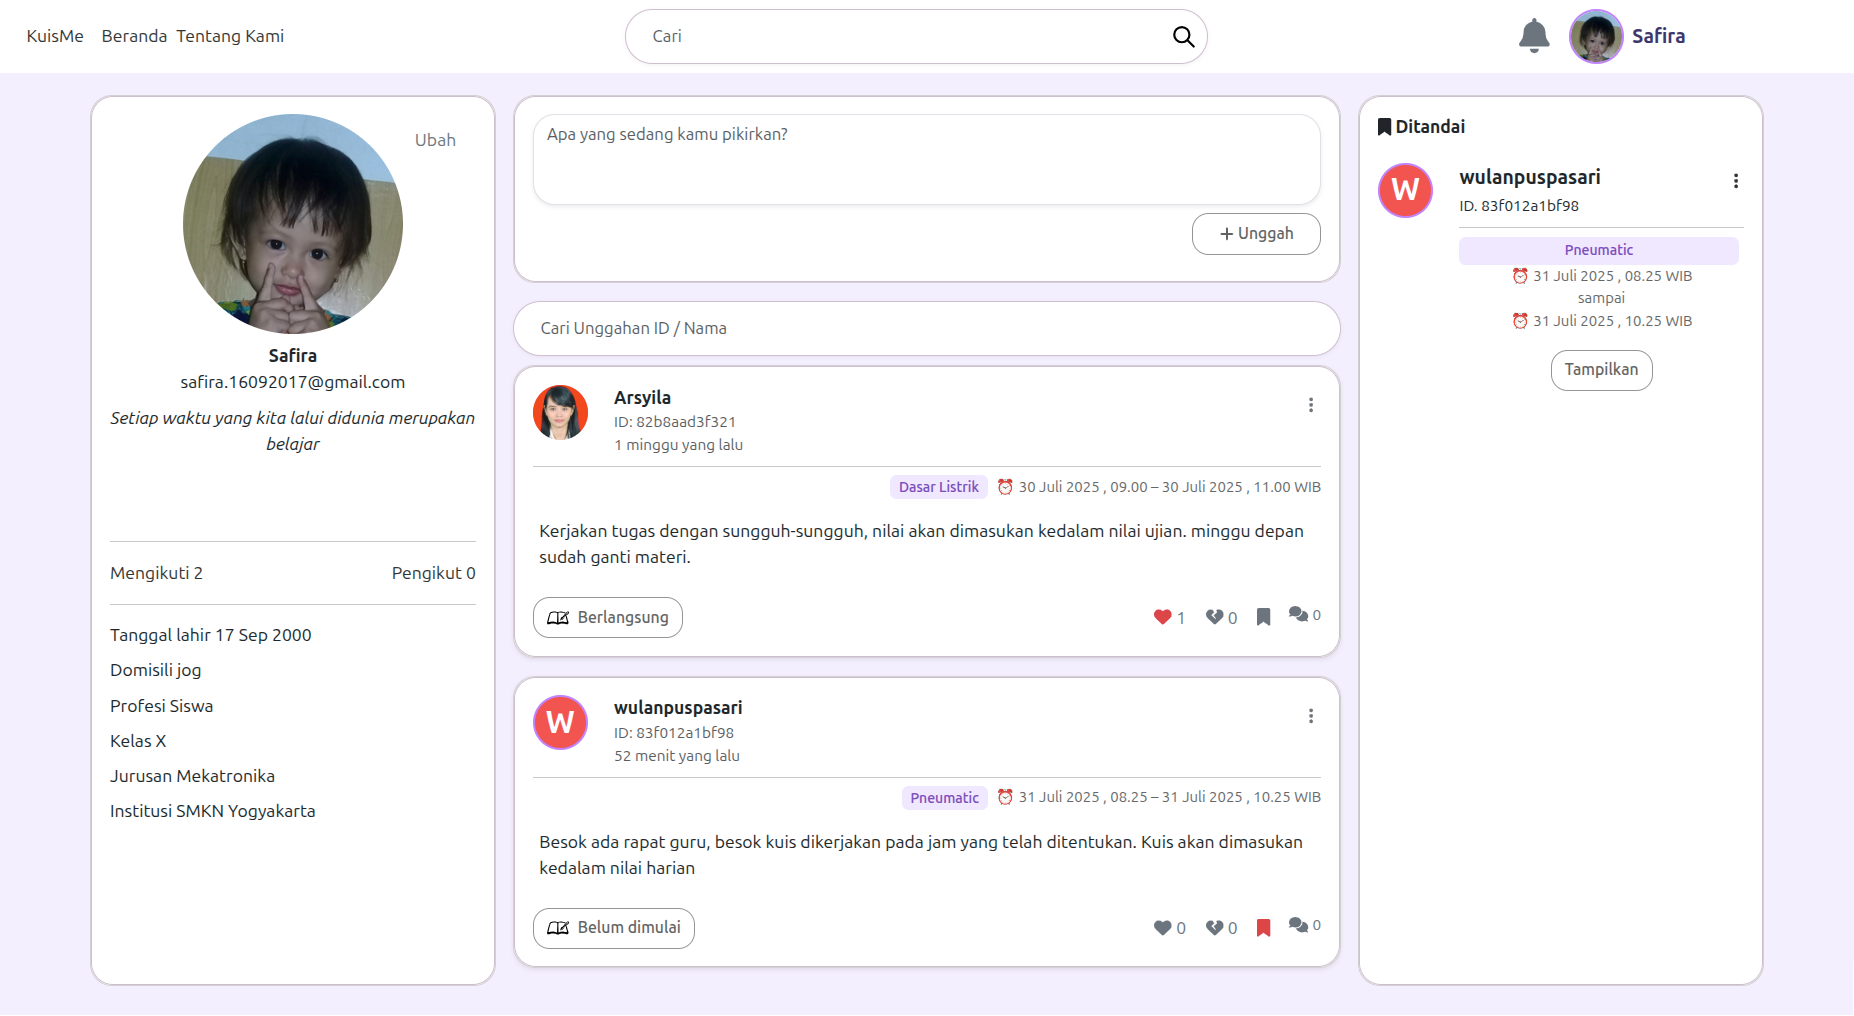 KuisMe Beranda Tentang Kami
Cari
Safira
Ubah
Safira
safira.16092017@gmail.com
Setiap waktu yang kita lalui didunia merupakan
belajar
Mengikuti 2
Pengikut 0
Tanggal lahir 17 Sep 2000
Domisili jog
Profesi Siswa
Kelas X
Jurusan Mekatronika
Institusi SMKN Yogyakarta
Apa yang sedang kamu pikirkan?
+ Unggah
Cari Unggahan ID / Nama
Arsyila
ID: 82b8aad3f321
1 minggu yang lalu
Dasar Listrik ⏰ 30 Juli 2025 , 09.00 – 30 Juli 2025 , 11.00 WIB
Kerjakan tugas dengan sungguh-sungguh, nilai akan dimasukan kedalam nilai ujian. minggu depan
sudah ganti materi.
Berlangsung
1 0 0
W
wulanpuspasari
ID: 83f012a1bf98
52 menit yang lalu
Pneumatic ⏰ 31 Juli 2025 , 08.25 – 31 Juli 2025 , 10.25 WIB
Besok ada rapat guru, besok kuis dikerjakan pada jam yang telah ditentukan. Kuis akan dimasukan
kedalam nilai harian
Belum dimulai
0 0 0
Ditandai
W
wulanpuspasari
ID. 83f012a1bf98
Pneumatic
⏰ 31 Juli 2025 , 08.25 WIB
sampai
⏰ 31 Juli 2025 , 10.25 WIB
Tampilkan